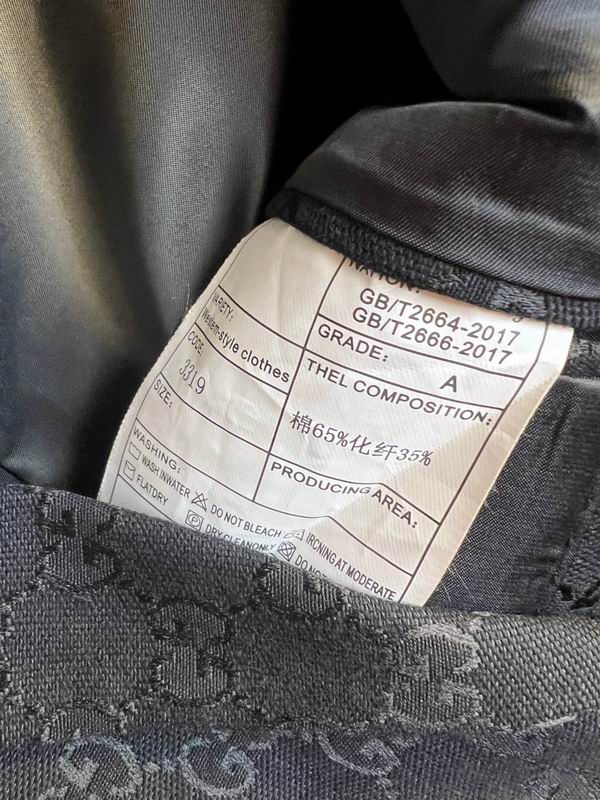 GB/T2664-2017
GB/T2666-2017
VARIETY:
Western-style clothes
GRADE:
A
CODE:
3319
THEL COMPOSITION:
棉65%化纤35%
SIZE:
PRODUCING AREA:
WASHING:
WASH INWATER
DO NOT BLEACH
IRCNING AT MODERATE
FLATDRY
DRY CLEAN ONLY
DO